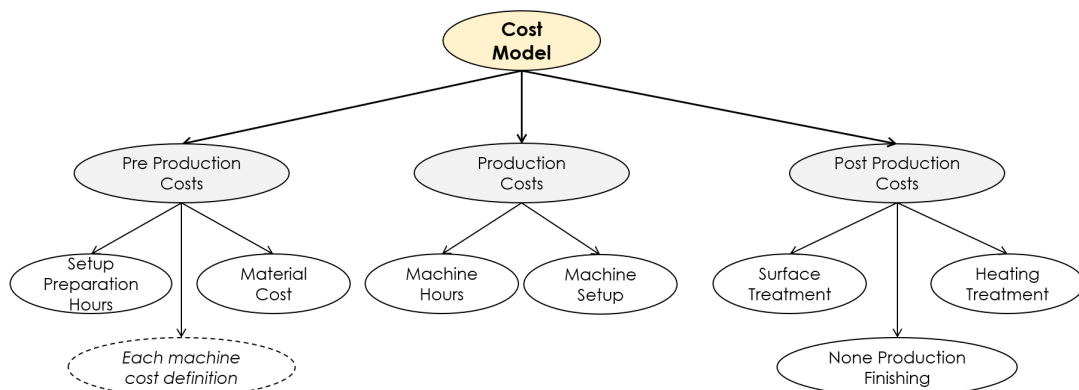 Cost
Model
Pre Production
Costs
Production
Costs
Post Production
Costs
Setup
Preparation
Hours
Material
Cost
Machine
Hours
Machine
Setup
Surface
Treatment
Heating
Treatment
Each machine
cost definition
None Production
Finishing